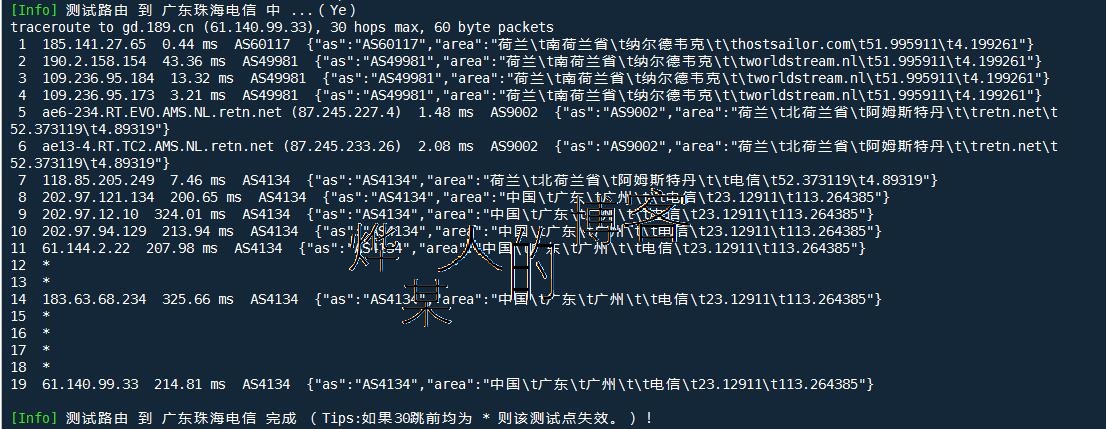 [Info] 测试路由 到 广东珠海电信 中 ...(Ye)
traceroute to gd.189.cn (61.140.99.33), 30 hops max, 60 byte packets
1 185.141.27.65 0.44 ms AS60117 {"as":"AS60117","area":"荷兰\t南荷兰省\t纳尔德韦克\t\thostsailor.com\t51.995911\t4.199261"}
2 190.2.158.154 43.36 ms AS49981 {"as":"AS49981","area":"荷兰\t南荷兰省\t纳尔德韦克\t\tworldstream.nl\t51.995911\t4.199261"}
3 109.236.95.184 13.32 ms AS49981 {"as":"AS49981","area":"荷兰\t南荷兰省\t纳尔德韦克\t\tworldstream.nl\t51.995911\t4.199261"}
4 109.236.95.173 3.21 ms AS49981 {"as":"AS49981","area":"荷兰\t南荷兰省\t纳尔德韦克\t\tworldstream.nl\t51.995911\t4.199261"}
5 ae6-234.RT.EVO.AMS.NL.retn.net (87.245.227.4) 1.48 ms AS9002 {"as":"AS9002","area":"荷兰\t北荷兰省\t阿姆斯特丹\t\tretn.net\t
52.373119\t4.89319"}
6 ae13-4.RT.TC2.AMS.NL.retn.net (87.245.233.26) 2.08 ms AS9002 {"as":"AS9002","area":"荷兰\t北荷兰省\t阿姆斯特丹\t\tretn.net\t
52.373119\t4.89319"}
7 118.85.205.249 7.46 ms AS4134 {"as":"AS4134","area":"荷兰\t北荷兰省\t阿姆斯特丹\t\t电信\t52.373119\t4.89319"}
8 202.97.121.134 200.65 ms AS4134 {"as":"AS4134","area":"中国\t广东\t广州\t\t电信\t23.12911\t113.264385"}
9 202.97.12.10 324.01 ms AS4134 {"as":"AS4134","area":"中国\t广东\t广州\t\t电信\t23.12911\t113.264385"}
10 202.97.94.129 213.94 ms AS4134 {"as":"AS4134","area":"中国\t广东\t广州\t\t电信\t23.12911\t113.264385"}
11 61.144.2.22 207.98 ms AS4134 {"as":"AS4134","area":"中国\t广东\t广州\t\t电信\t23.12911\t113.264385"}
12 *
13 *
14 183.63.68.234 325.66 ms AS4134 {"as":"AS4134","area":"中国\t广东\t广州\t\t电信\t23.12911\t113.264385"}
15 *
16 *
17 *
18 *
19 61.140.99.33 214.81 ms AS4134 {"as":"AS4134","area":"中国\t广东\t广州\t\t电信\t23.12911\t113.264385"}
[Info] 测试路由 到 广东珠海电信 完成 （Tips:如果30跳前均为 * 则该测试点失效。）!
某人的博客